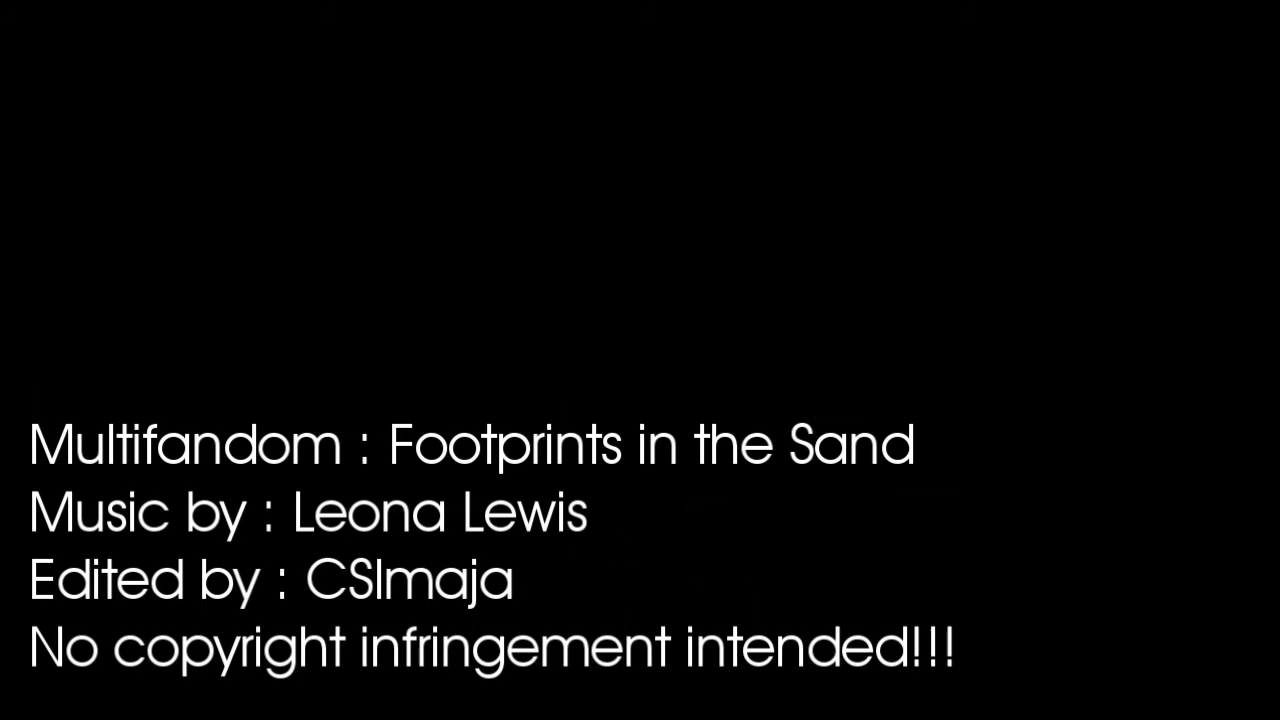 Multifandom : Footprints in the Sand
Music by : Leona Lewis
Edited by : CSImaja
No copyright infringement intended!!!